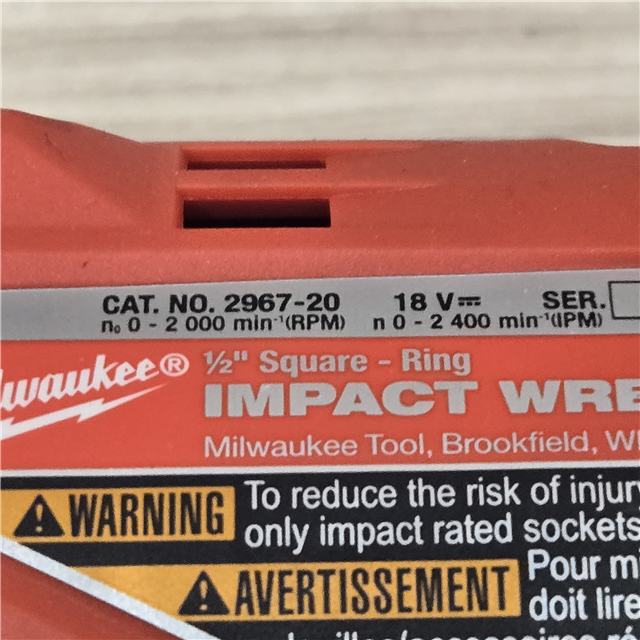 CAT. NO. 2967-20 18 V⎓ SER.
n₀ 0 - 2 000 min⁻¹(RPM) n 0 - 2 400 min⁻¹(IPM)
lwaukee® ½" Square - Ring
IMPACT WRE
Milwaukee Tool, Brookfield, WI
WARNING To reduce the risk of injury
only impact rated sockets
AVERTISSEMENT Pour m
doit lire